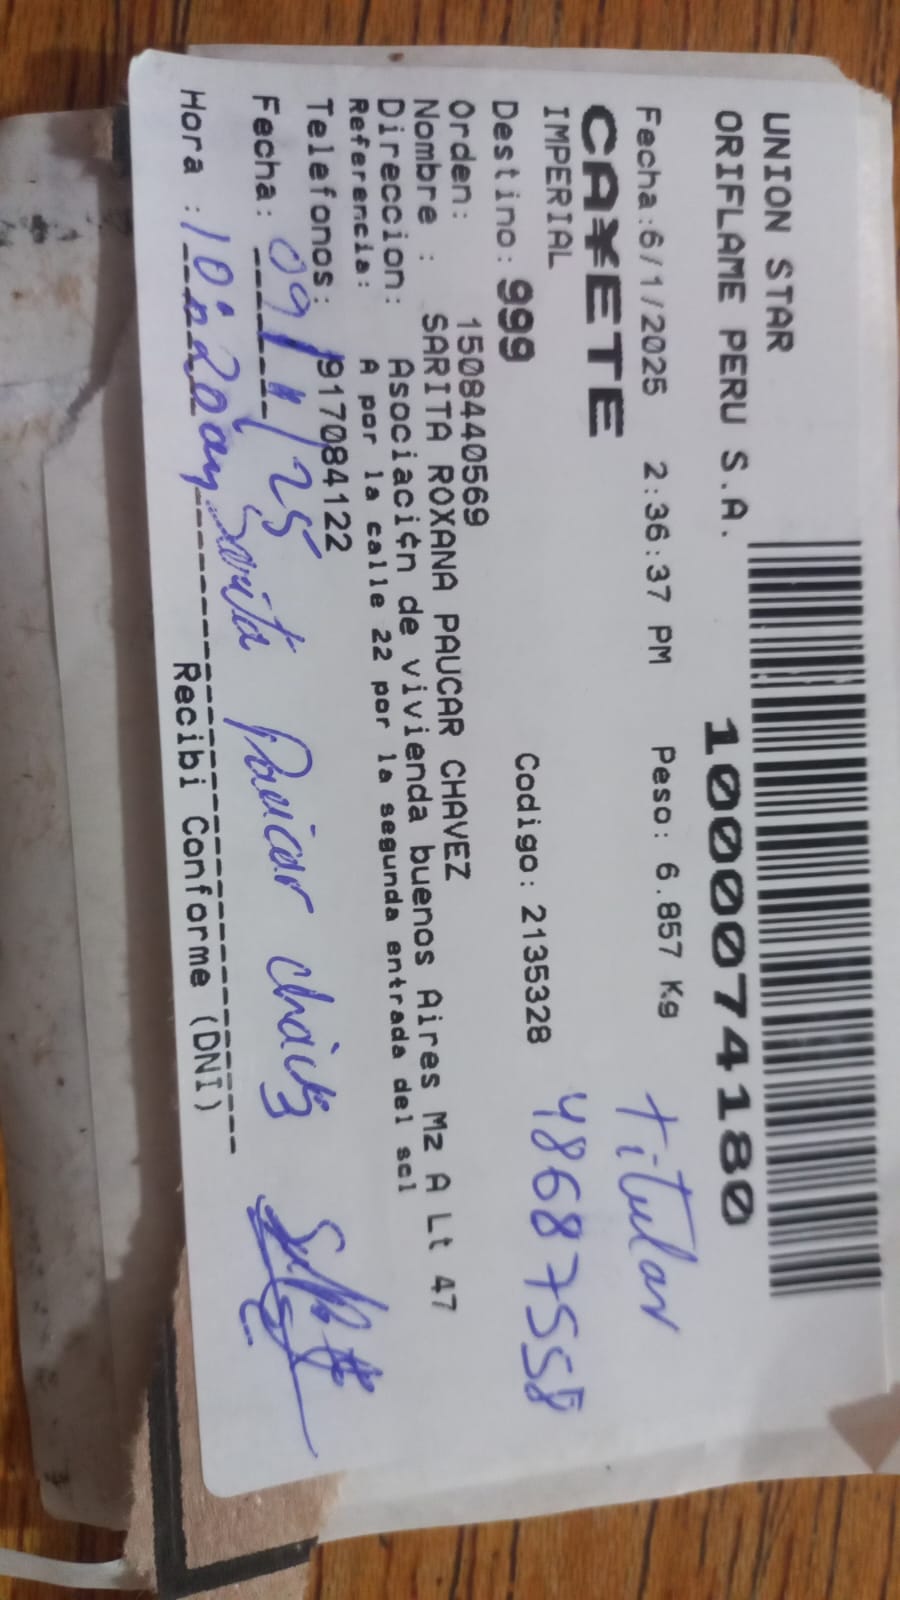 UNION STAR
ORIFLAME PERU S.A. 1000074180
Fecha:6/1/2025 2:36:37 PM Peso: 6.857 Kg
titular
CA¥ETE
IMPERIAL
48687558
Destino: 999 Codigo: 2135328
Orden: 1508440569
Nombre : SARITA ROXANA PAUCAR CHAVEZ
Direccion: Asociaci¢n de vivienda buenos Aires Mz A Lt 47
Referencia: A por la calle 22 por la segunda entrada del scl
Telefonos: 917084122
Fecha: 09/1/25 Sarita Paucar chavez
Hora : 10:20am Recibi Conforme (DNI)